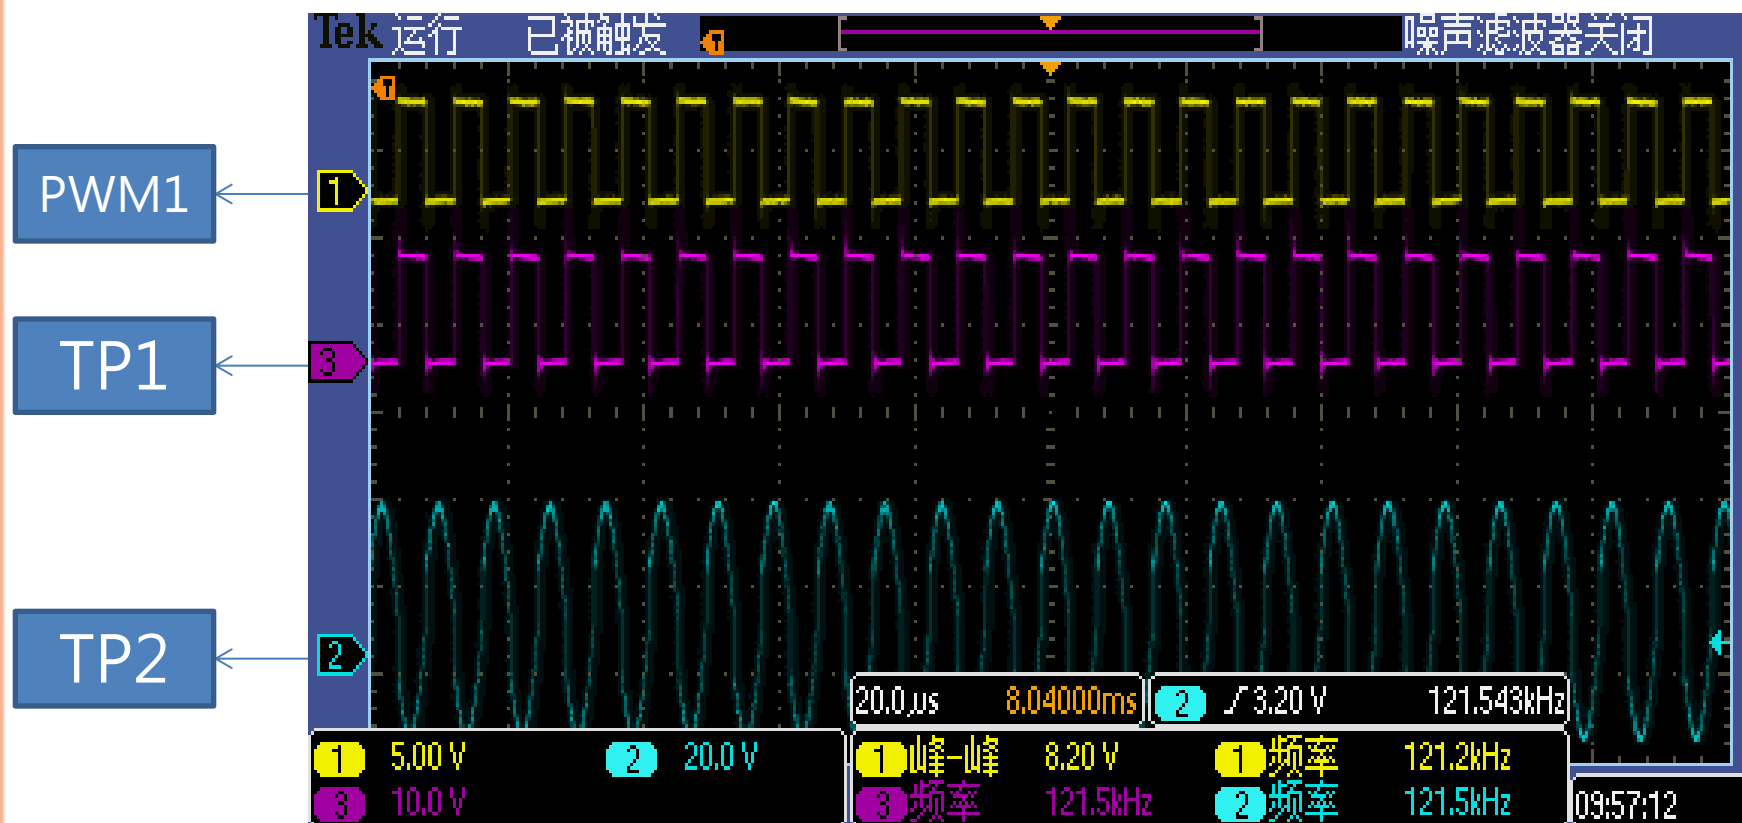 Tek 运行 已被触发 T 噪声滤波器关闭
T
PWM1
1
TP1
3
TP2
2
20.0µs 8.04000ms 2 3.20 V 121.543kHz
1 5.00 V 2 20.0 V 1 峰-峰 8.20 V 1 频率 121.2kHz
3 10.0 V 3 频率 121.5kHz 2 频率 121.5kHz
09:57:12